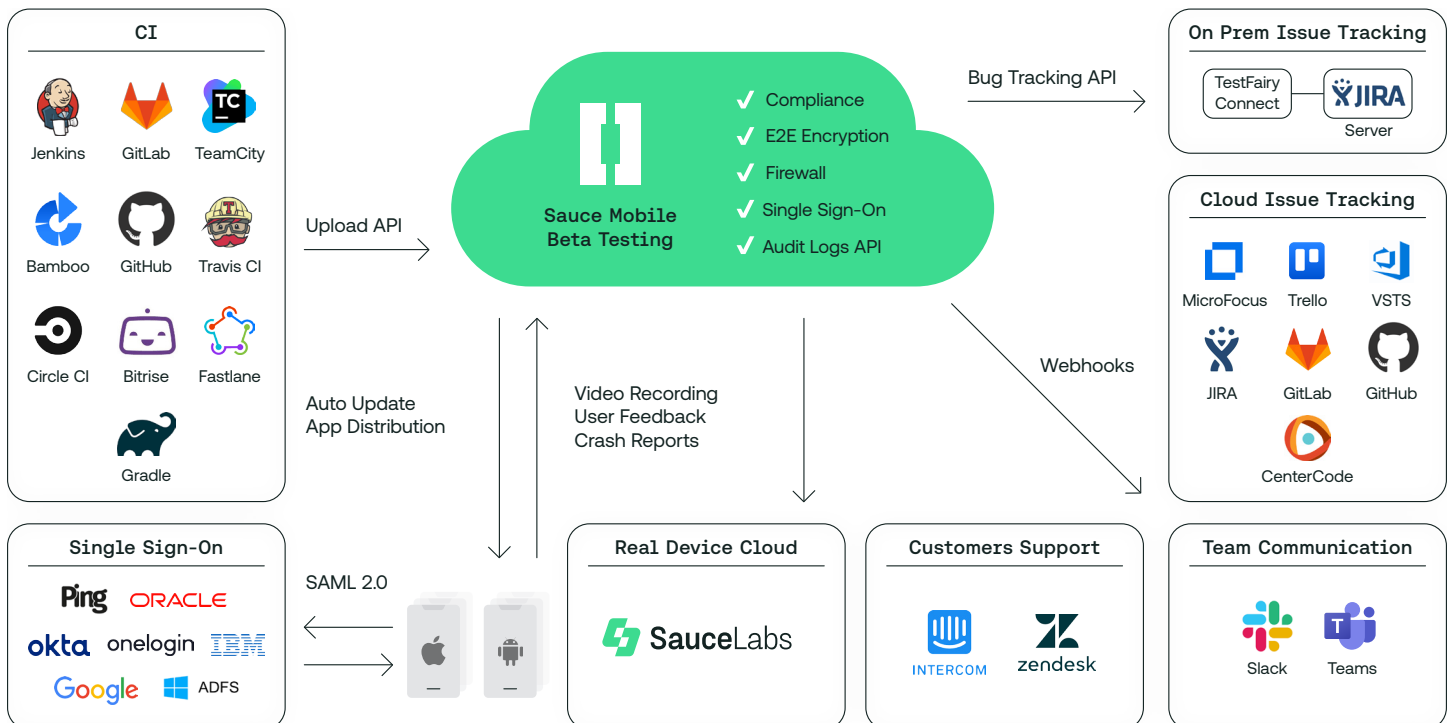 CI
Jenkins
GitLab
TC
TeamCity
Bamboo
GitHub
T
Travis CI
Circle CI
Bitrise
Fastlane
Gradle
Upload API
Sauce Mobile
Beta Testing
Compliance
E2E Encryption
Firewall
Single Sign-On
Audit Logs API
Bug Tracking API
On Prem Issue Tracking
TestFairy
Connect
JIRA
Server
Cloud Issue Tracking
MicroFocus
Trello
VSTS
JIRA
GitLab
GitHub
CenterCode
Auto Update
App Distribution
Video Recording
User Feedback
Crash Reports
Webhooks
Single Sign-On
Ping
ORACLE
okta
onelogin
IBM
Google
ADFS
SAML 2.0
Real Device Cloud
SauceLabs
Customers Support
INTERCOM
zendesk
Team Communication
Slack
T
Teams